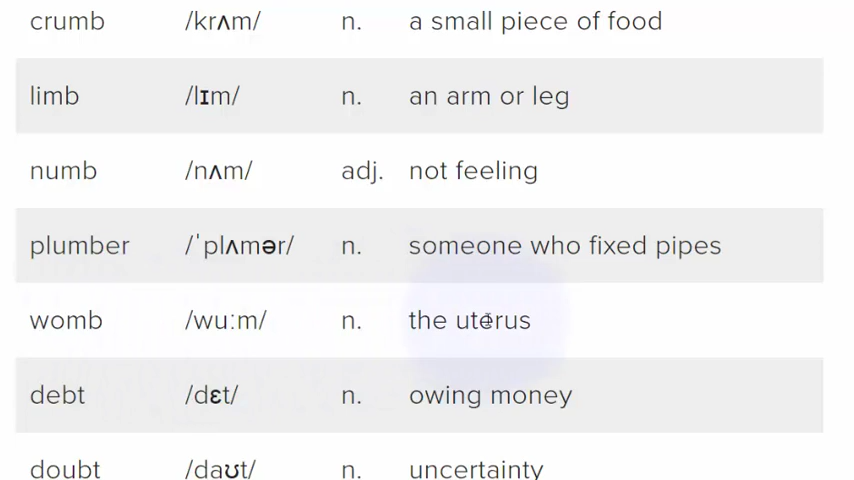 crumb /krʌm/ n. a small piece of food
limb /lɪm/ n. an arm or leg
numb /nʌm/ adj. not feeling
plumber /ˈplʌmər/ n. someone who fixed pipes
womb /wuːm/ n. the uterus
debt /dɛt/ n. owing money
doubt /daʊt/ n. uncertainty